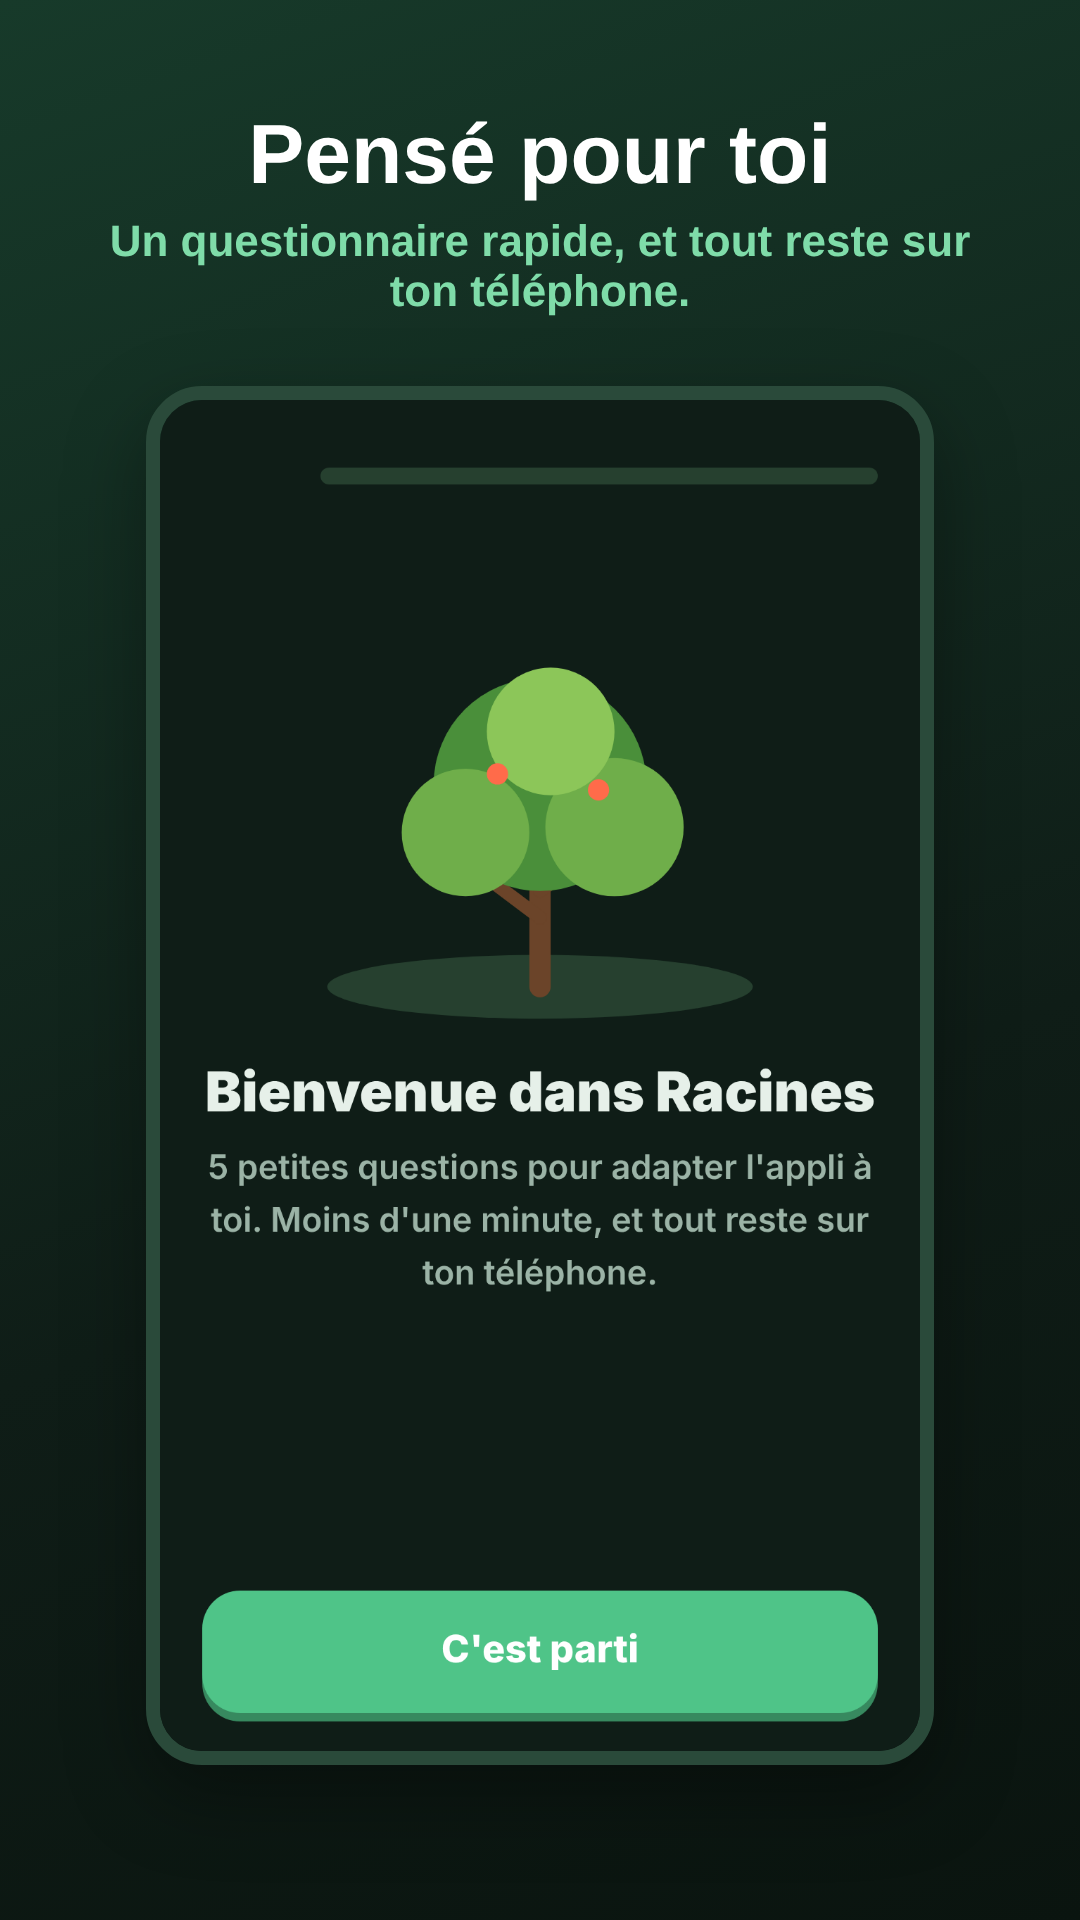 Pensé pour toi
Un questionnaire rapide, et tout reste sur
ton téléphone.
Bienvenue dans Racines
5 petites questions pour adapter l'appli à
toi. Moins d'une minute, et tout reste sur
ton téléphone.
C'est parti